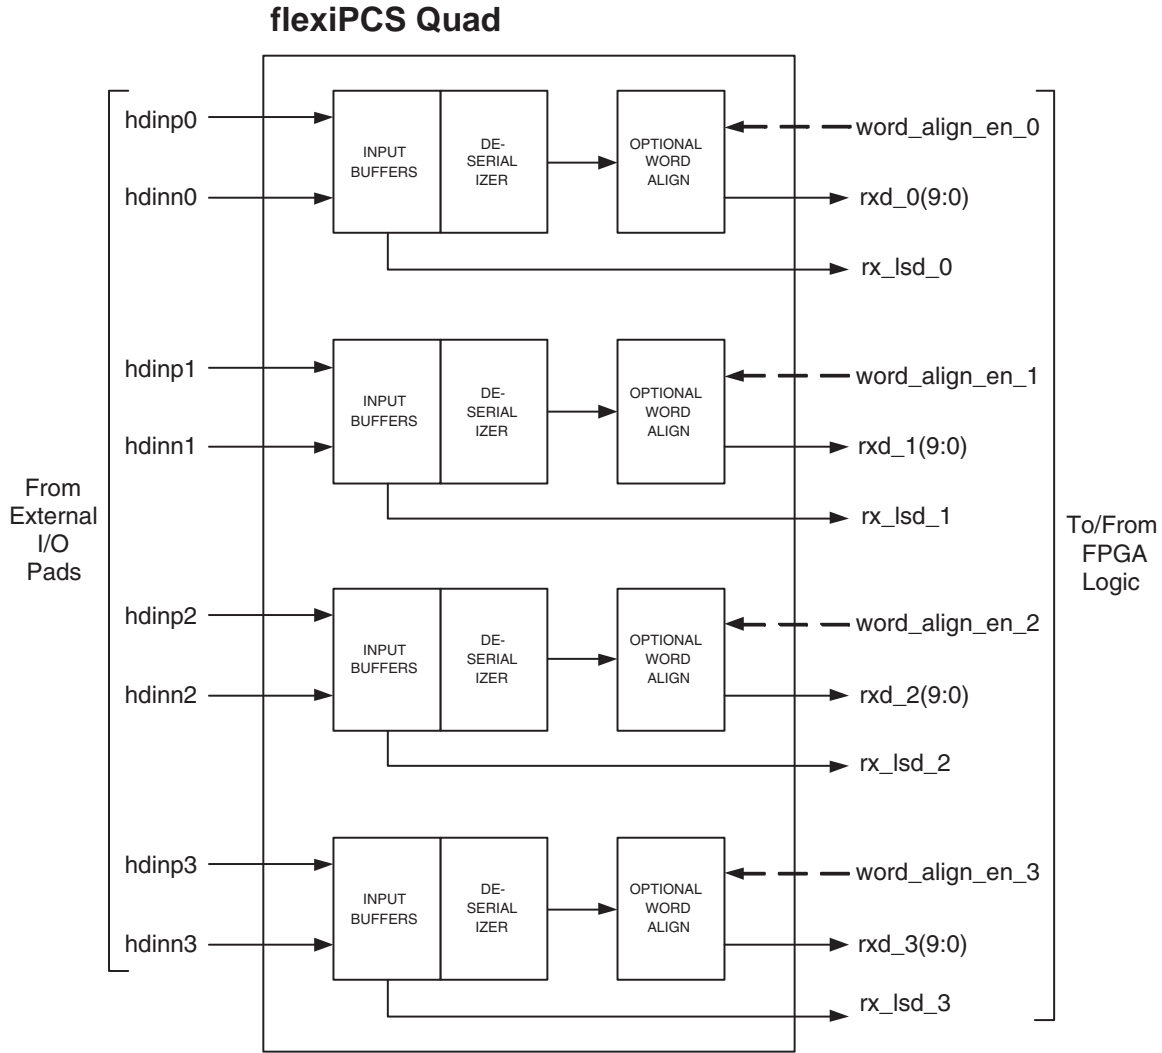 flexiPCS Quad
hdinp0
hdinn0
INPUT
BUFFERS
DE-
SERIAL
IZER
OPTIONAL
WORD
ALIGN
word_align_en_0
rxd_0(9:0)
rx_lsd_0
hdinp1
hdinn1
INPUT
BUFFERS
DE-
SERIAL
IZER
OPTIONAL
WORD
ALIGN
word_align_en_1
rxd_1(9:0)
rx_lsd_1
From
External
I/O
Pads
To/From
FPGA
Logic
hdinp2
hdinn2
INPUT
BUFFERS
DE-
SERIAL
IZER
OPTIONAL
WORD
ALIGN
word_align_en_2
rxd_2(9:0)
rx_lsd_2
hdinp3
hdinn3
INPUT
BUFFERS
DE-
SERIAL
IZER
OPTIONAL
WORD
ALIGN
word_align_en_3
rxd_3(9:0)
rx_lsd_3